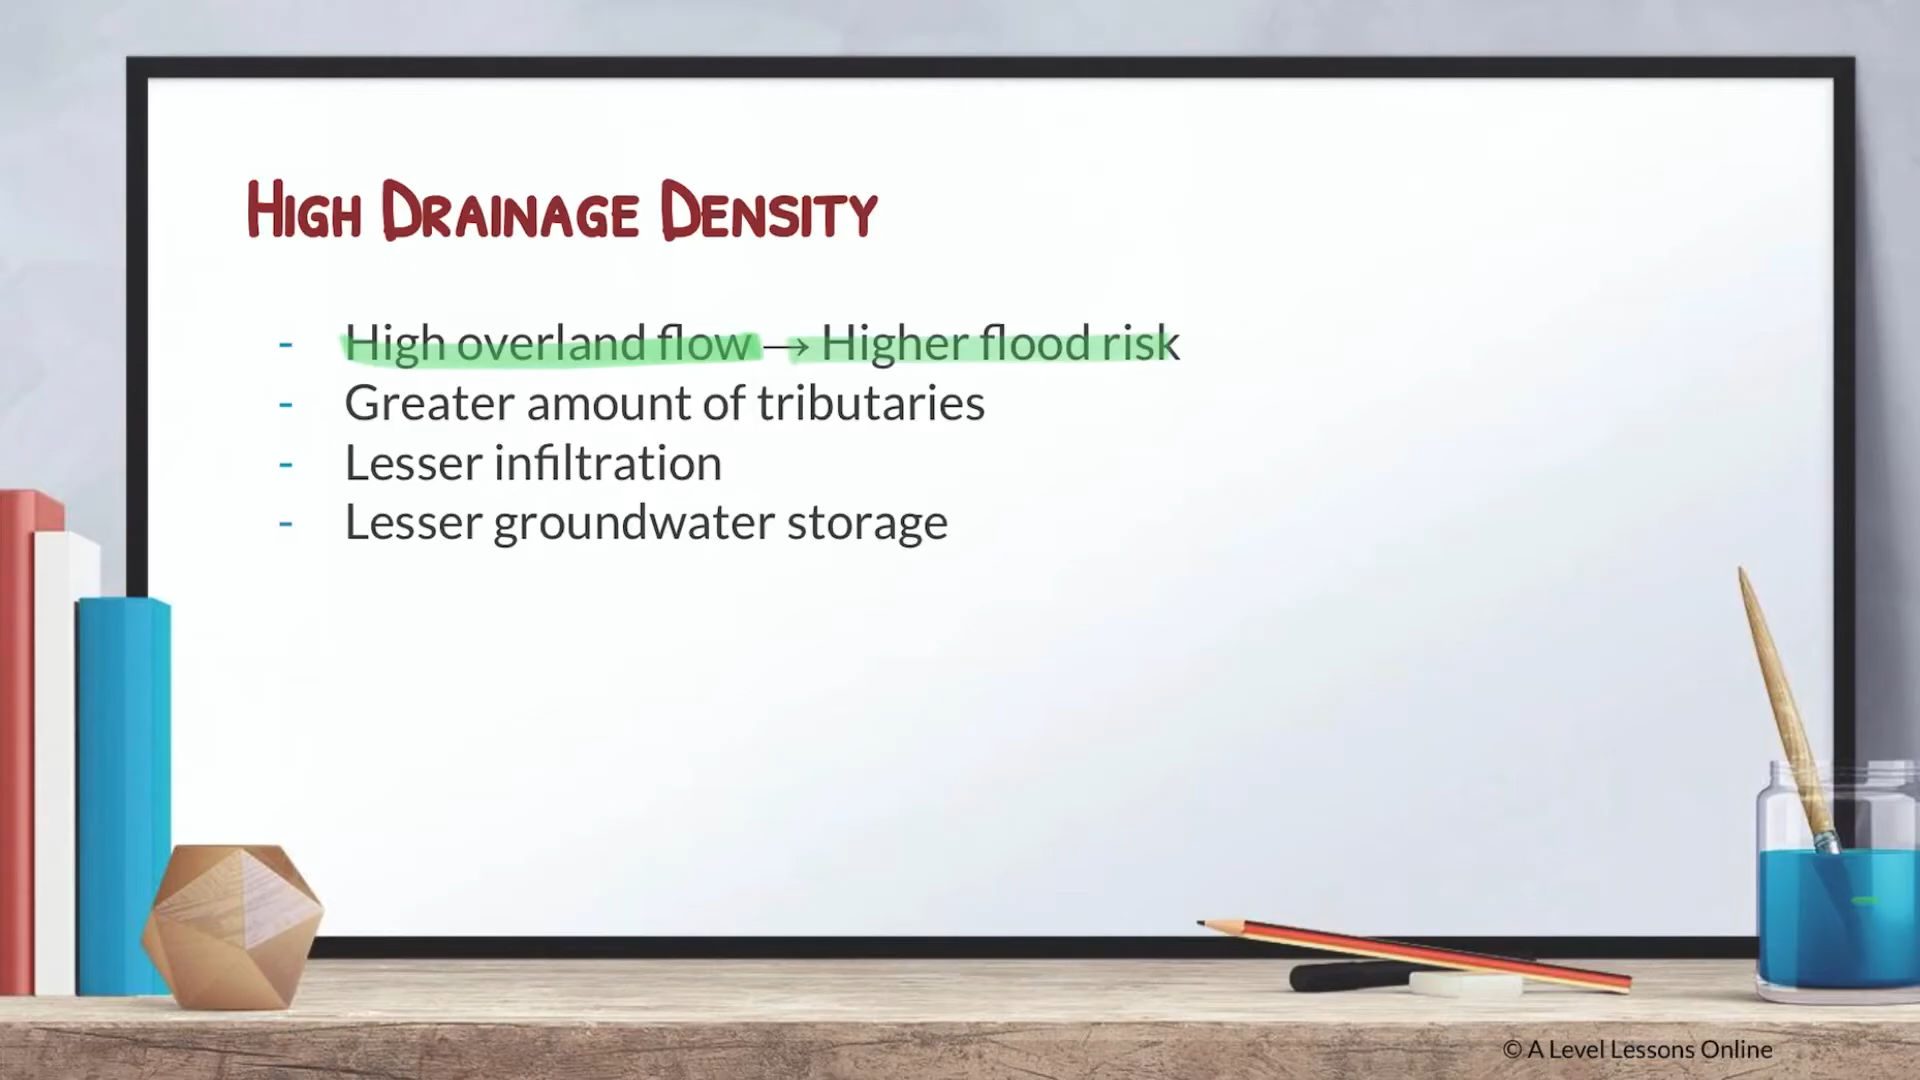 High Drainage Density
- High overland flow → Higher flood risk
- Greater amount of tributaries
- Lesser infiltration
- Lesser groundwater storage
© A Level Lessons Online